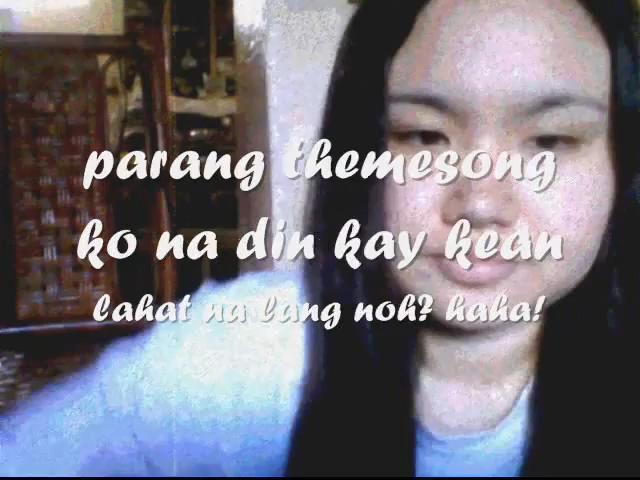 parang themesong
ko na din kay kean
lahat na lang noh? haha!